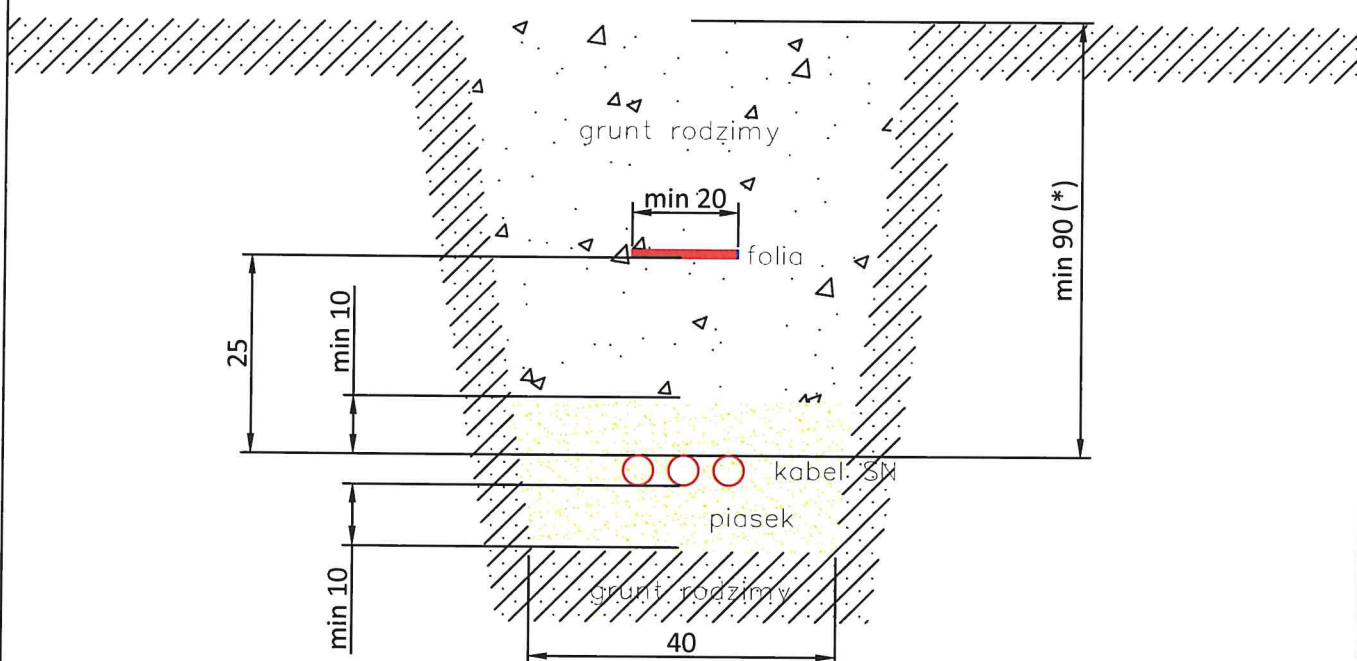 grunt rodzimy
min 20
folia
min 90 (*)
25
min 10
kabel SN
piasek
min 10
grunt rodzimy
40